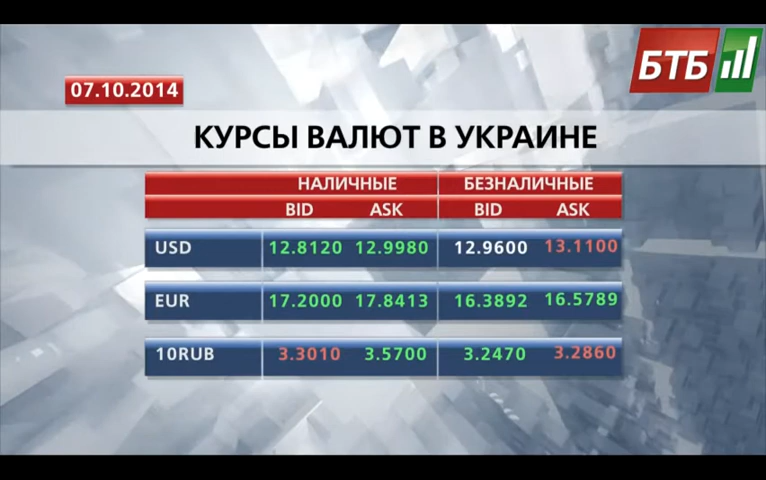 БТБ
07.10.2014
КУРСЫ ВАЛЮТ В УКРАИНЕ
НАЛИЧНЫЕ БЕЗНАЛИЧНЫЕ
BID ASK BID ASK
USD 12.8120 12.9980 12.9600 13.1100
EUR 17.2000 17.8413 16.3892 16.5789
10RUB 3.3010 3.5700 3.2470 3.2860